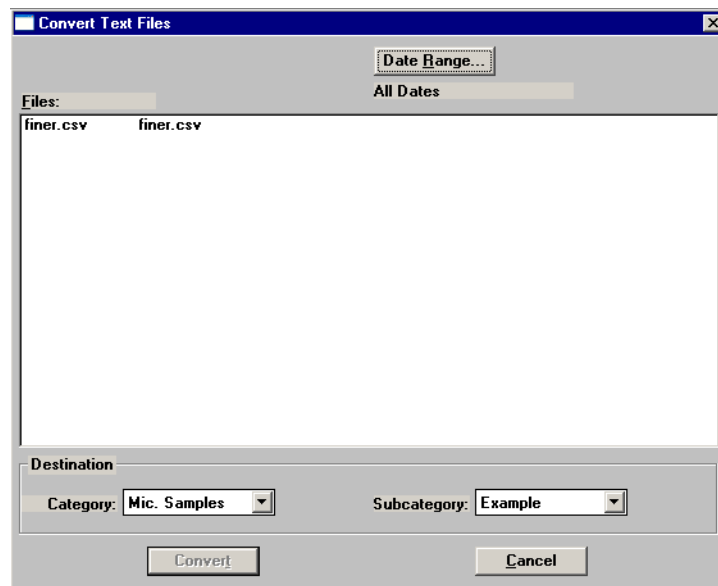 Convert Text Files
Date Range...
All Dates
Files:
finer.csv finer.csv
Destination
Category: Mic. Samples Subcategory: Example
Convert Cancel